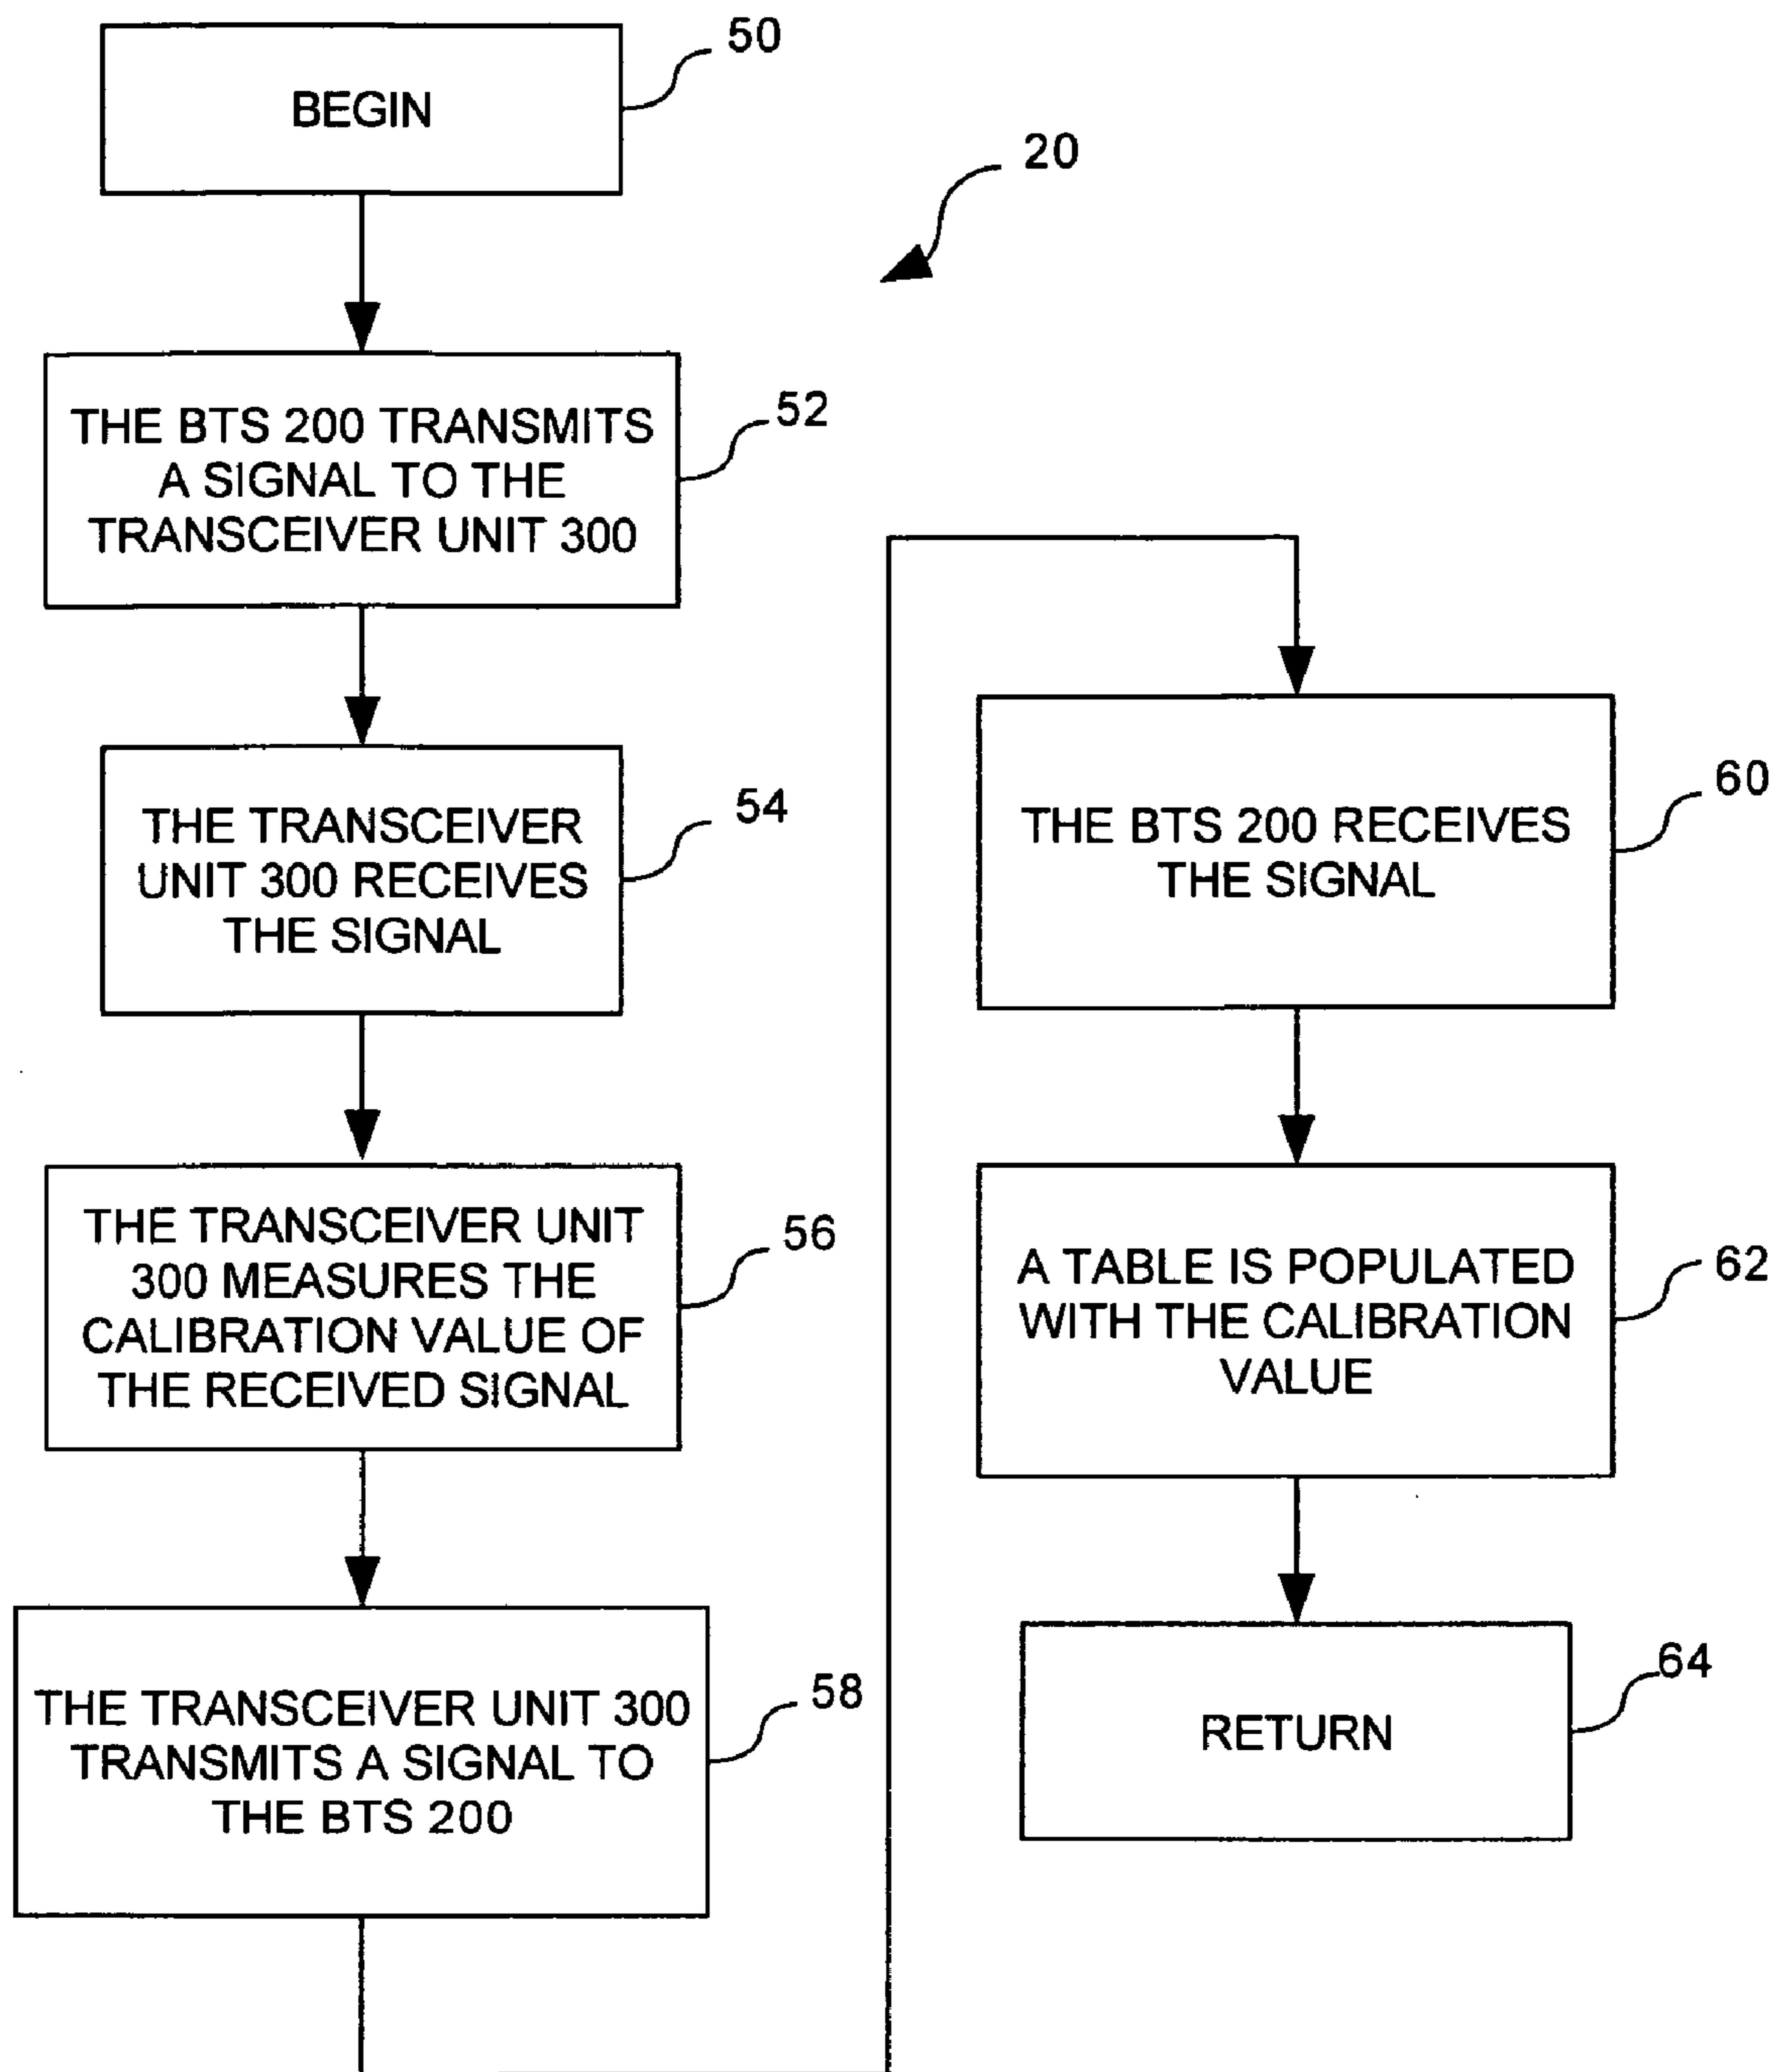 BEGIN
50
20
THE BTS 200 TRANSMITS
A SIGNAL TO THE
TRANSCEIVER UNIT 300
52
THE TRANSCEIVER
UNIT 300 RECEIVES
THE SIGNAL
54
THE TRANSCEIVER UNIT
300 MEASURES THE
CALIBRATION VALUE OF
THE RECEIVED SIGNAL
56
THE TRANSCEIVER UNIT 300
TRANSMITS A SIGNAL TO
THE BTS 200
58
THE BTS 200 RECEIVES
THE SIGNAL
60
A TABLE IS POPULATED
WITH THE CALIBRATION
VALUE
62
RETURN
64